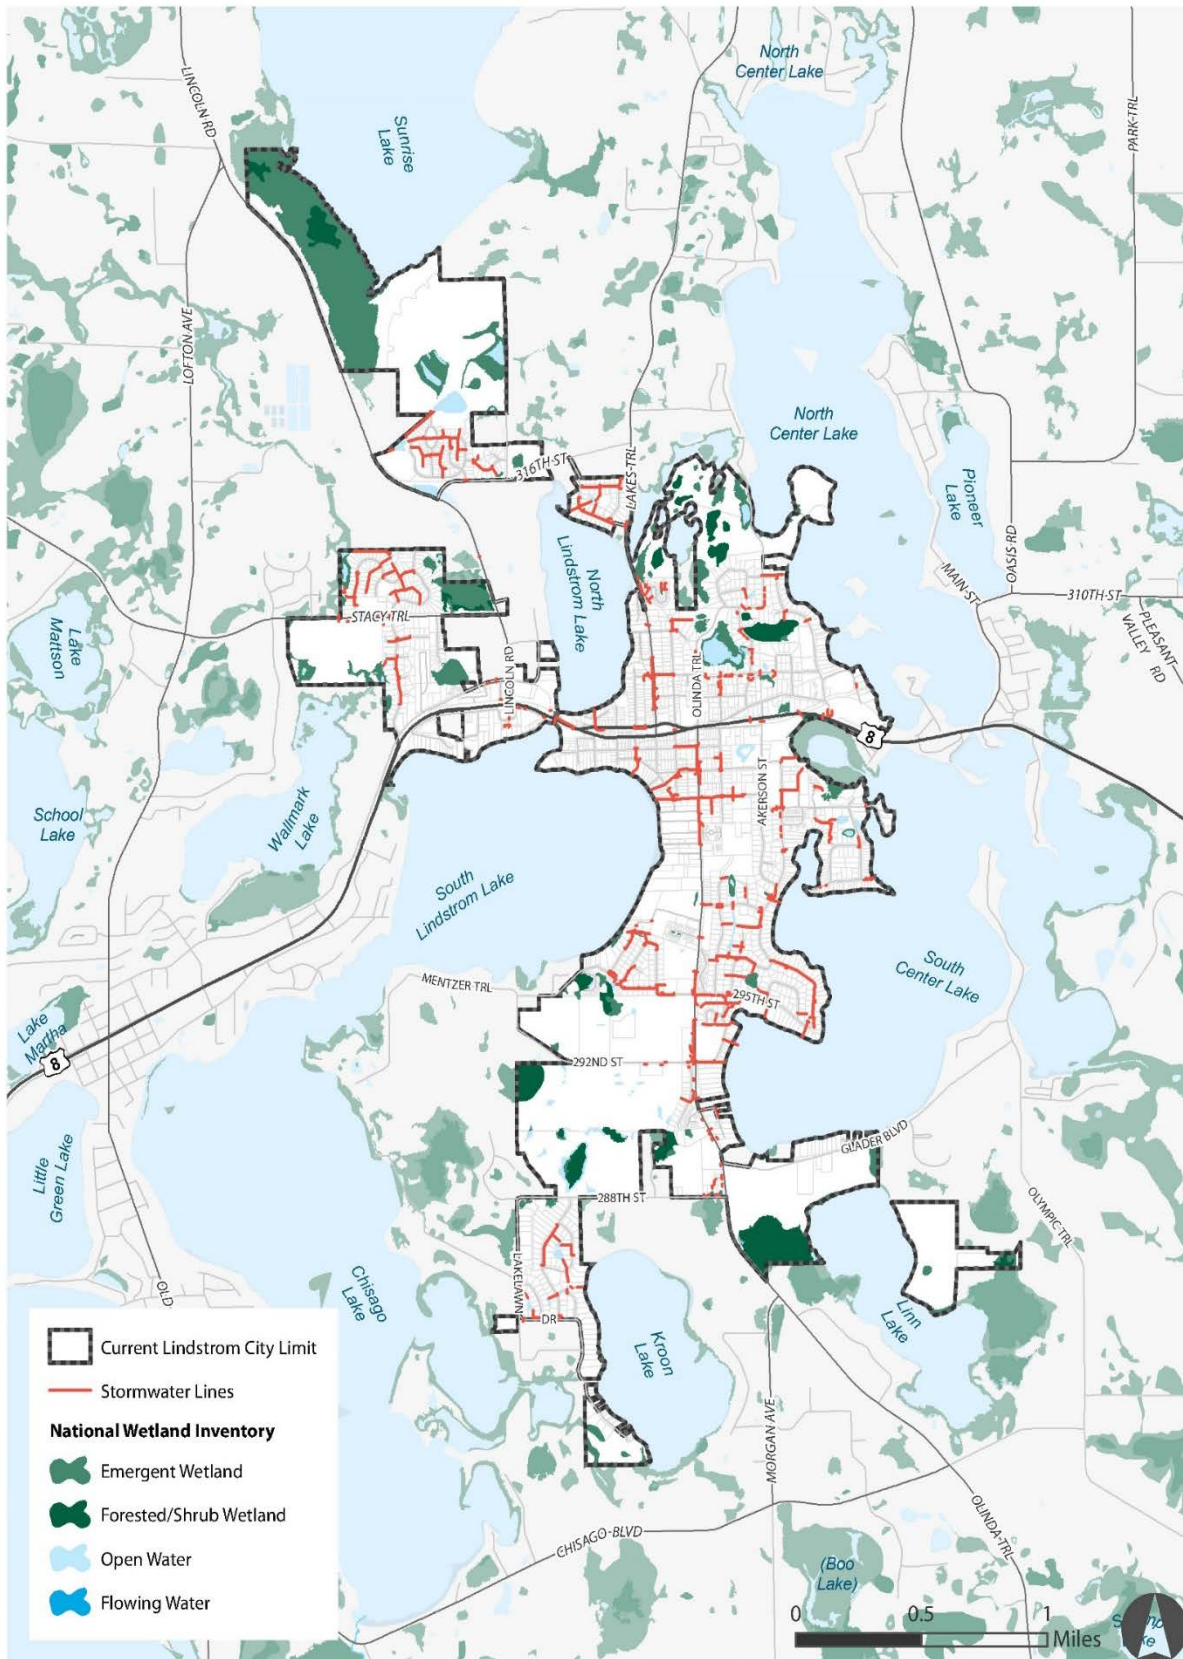 North
Center Lake
LINCOLN RD
Sunrise
Lake
PARK-TRL
LOFTON AVE
North
Center Lake
316TH ST
LAKES-TRL
Pioneer
Lake
OASIS RD
North
Lindstrom Lake
MAIN-ST
310TH ST
PLEASANT
VALLEY RD
STACY TRL
Lake
Mattson
LINCOLN RD
OLINDA TRL
8
School
Lake
Wallmark
Lake
AKERSON ST
South
Lindstrom Lake
South
Center Lake
MENTZER TRL
295TH ST
Lake
Martha
8
292ND ST
Little
Green Lake
GLADER BLVD
288TH ST
OLYMPIC-TRL
LAKELAWN
DR
OLD
Chisago
Lake
Linn
Lake
Kroon
Lake
MORGAN AVE
OLINDA-TRL
CHISAGO-BLVD
(Boo
Lake)
Current Lindstrom City Limit
Stormwater Lines
National Wetland Inventory
Emergent Wetland
Forested/Shrub Wetland
Open Water
Flowing Water
0 0.5 1
Miles